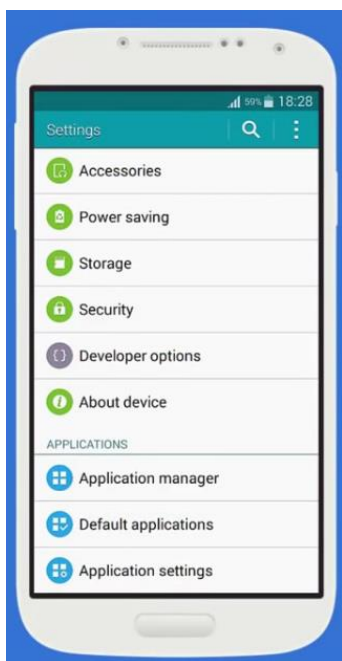 59% 18:28
Settings
Accessories
Power saving
Storage
Security
Developer options
About device
APPLICATIONS
Application manager
Default applications
Application settings